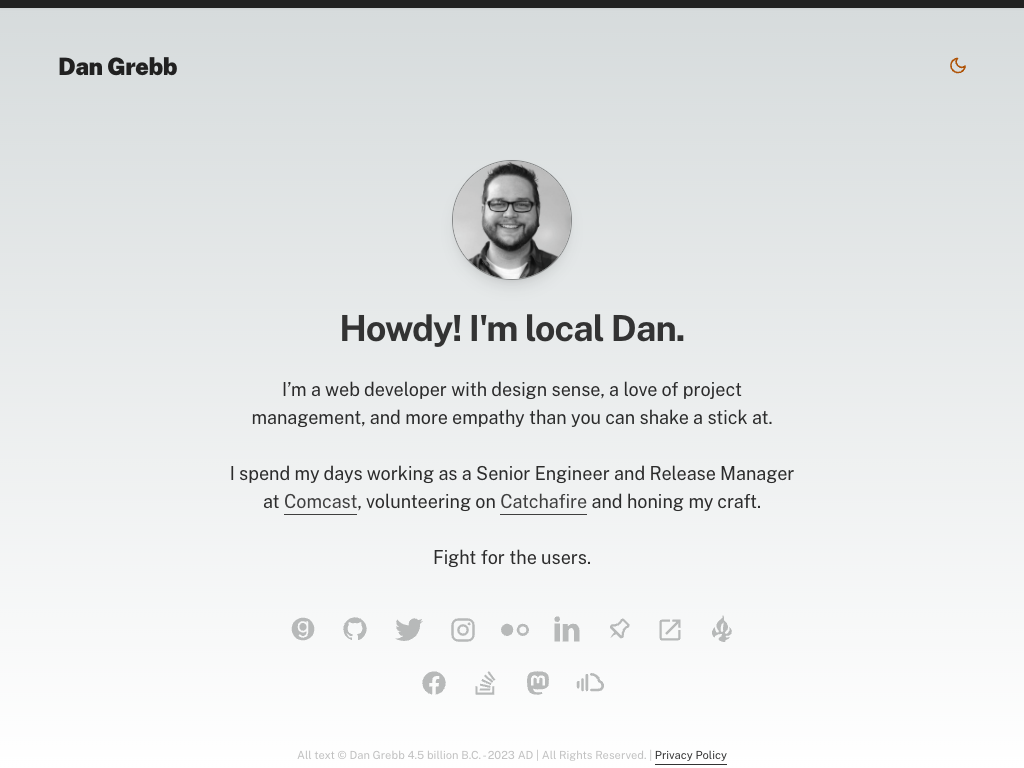 Dan Grebb
Howdy! I'm local Dan.
I’m a web developer with design sense, a love of project
management, and more empathy than you can shake a stick at.
I spend my days working as a Senior Engineer and Release Manager
at Comcast, volunteering on Catchafire and honing my craft.
Fight for the users.
All text © Dan Grebb 4.5 billion B.C. - 2023 AD | All Rights Reserved. | Privacy Policy